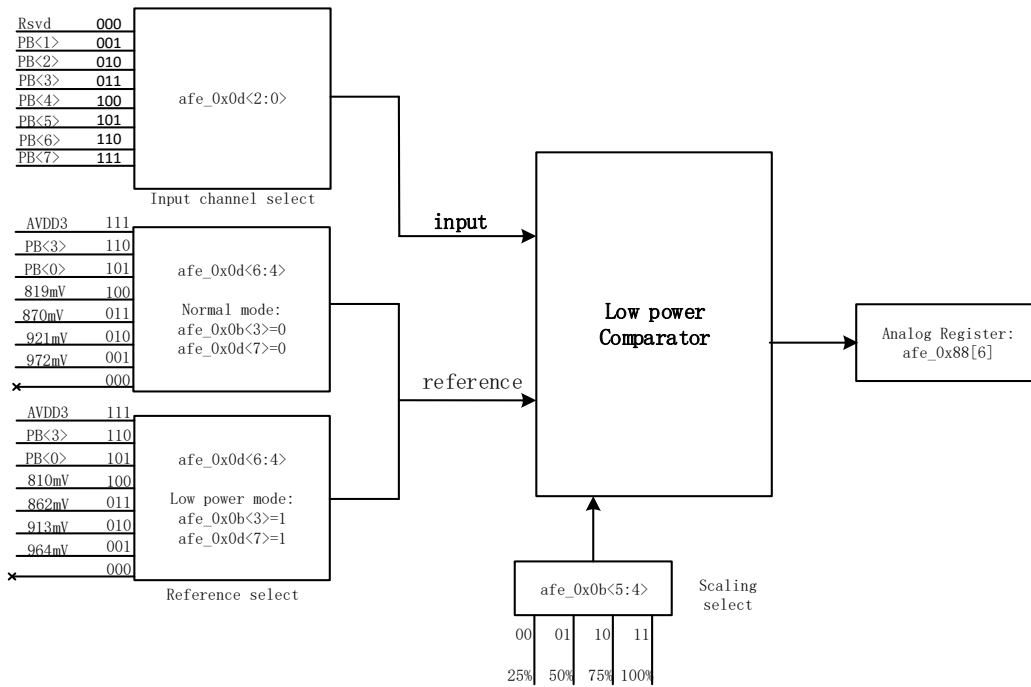 Rsvd 000
PB<1> 001
PB<2> 010
PB<3> 011
PB<4> 100
PB<5> 101
PB<6> 110
PB<7> 111
afe_0x0d<2:0>
Input channel select
AVDD3 111
PB<3> 110
PB<0> 101
819mV 100
870mV 011
921mV 010
972mV 001
000
afe_0x0d<6:4>
Normal mode:
afe_0x0b<3>=0
afe_0x0d<7>=0
AVDD3 111
PB<3> 110
PB<0> 101
810mV 100
862mV 011
913mV 010
964mV 001
000
afe_0x0d<6:4>
Low power mode:
afe_0x0b<3>=1
afe_0x0d<7>=1
Reference select
input
reference
Low power
Comparator
Analog Register:
afe_0x88[6]
afe_0x0b<5:4>
Scaling
select
00 01 10 11
25% 50% 75% 100%